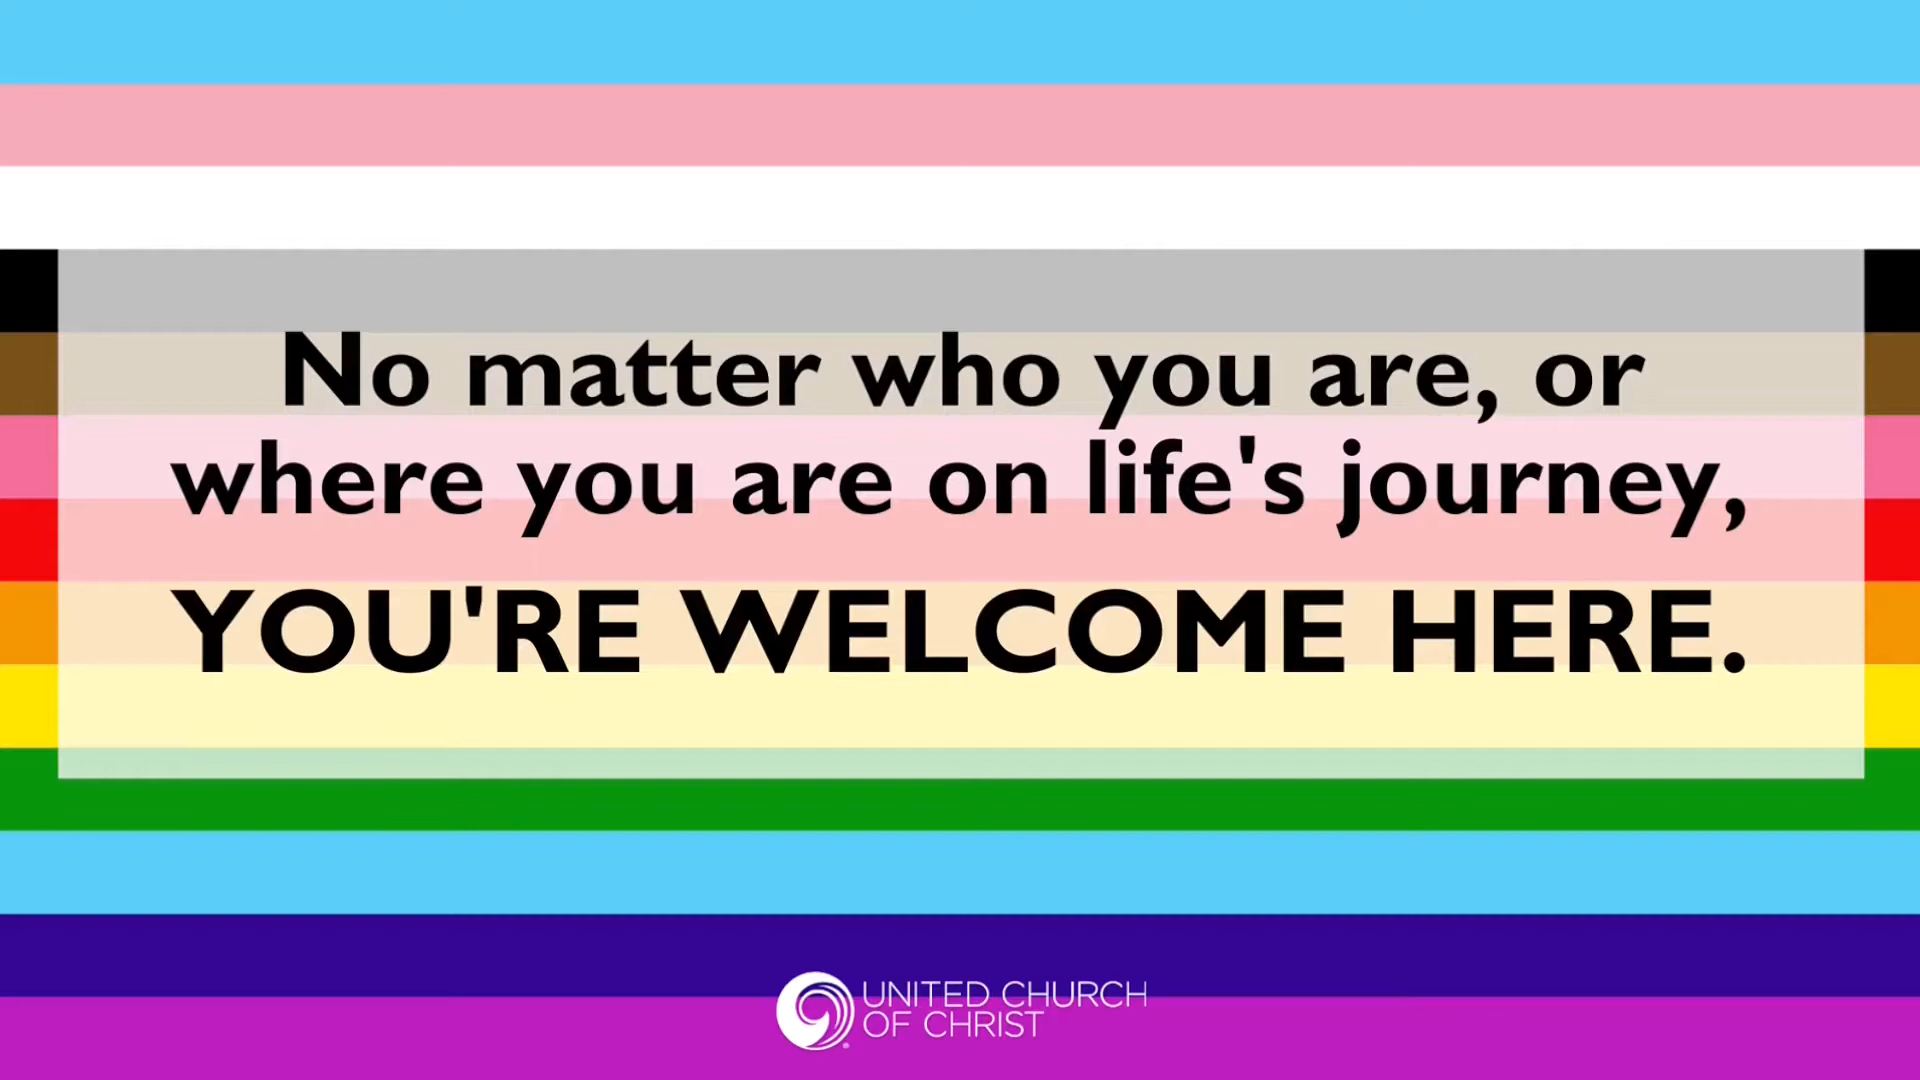 No matter who you are, or
where you are on life's journey,
YOU'RE WELCOME HERE.
UNITED CHURCH
OF CHRIST